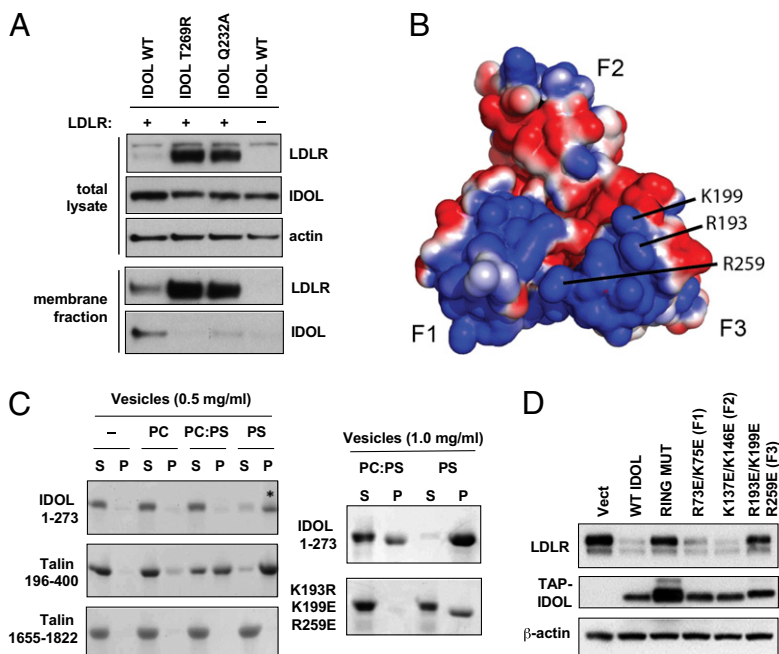 A
IDOL WT
IDOL T269R
IDOL Q232A
IDOL WT
LDLR: + + + –
LDLR
total lysate
IDOL
actin
LDLR
membrane fraction
IDOL
B
F2
K199
R193
R259
F1
F3
C
Vesicles (0.5 mg/ml)
– PC PC:PS PS
S P S P S P S P
IDOL
1-273
*
Talin
196-400
Talin
1655-1822
Vesicles (1.0 mg/ml)
PC:PS PS
S P S P
IDOL
1-273
K193R
K199E
R259E
D
Vect
WT IDOL
RING MUT
R73E/K75E (F1)
K137E/K146E (F2)
R193E/K199E
R259E (F3)
LDLR
TAP-
IDOL
β-actin